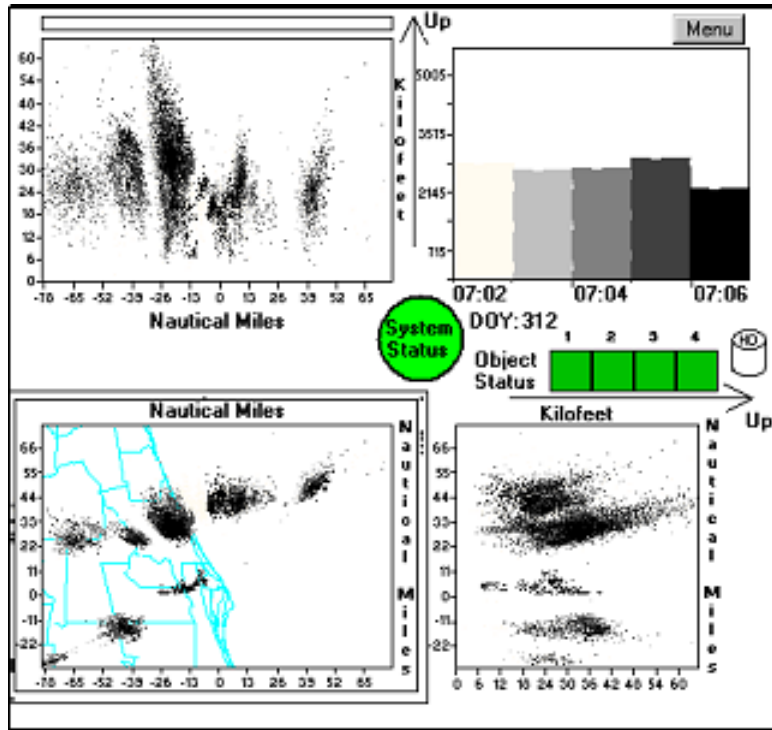 Up
Menu
60
54
48
42
36
30
24
18
12
6
0
Kilofeet
-78 -65 -52 -39 -26 -13 0 13 26 39 52 65
Nautical Miles
5005
3575
2145
715
07:02 07:04 07:06
System
Status
DOY:312
1 2 3 4
HD
Object
Status
Up
Nautical Miles
66
55
44
33
22
11
0
-11
-22
Nautical Miles
-78 -65 -52 -39 -26 -13 0 13 26 39 52 65
Kilofeet
66
55
44
33
22
11
0
-11
-22
Nautical Miles
0 6 12 18 24 30 36 42 48 54 60